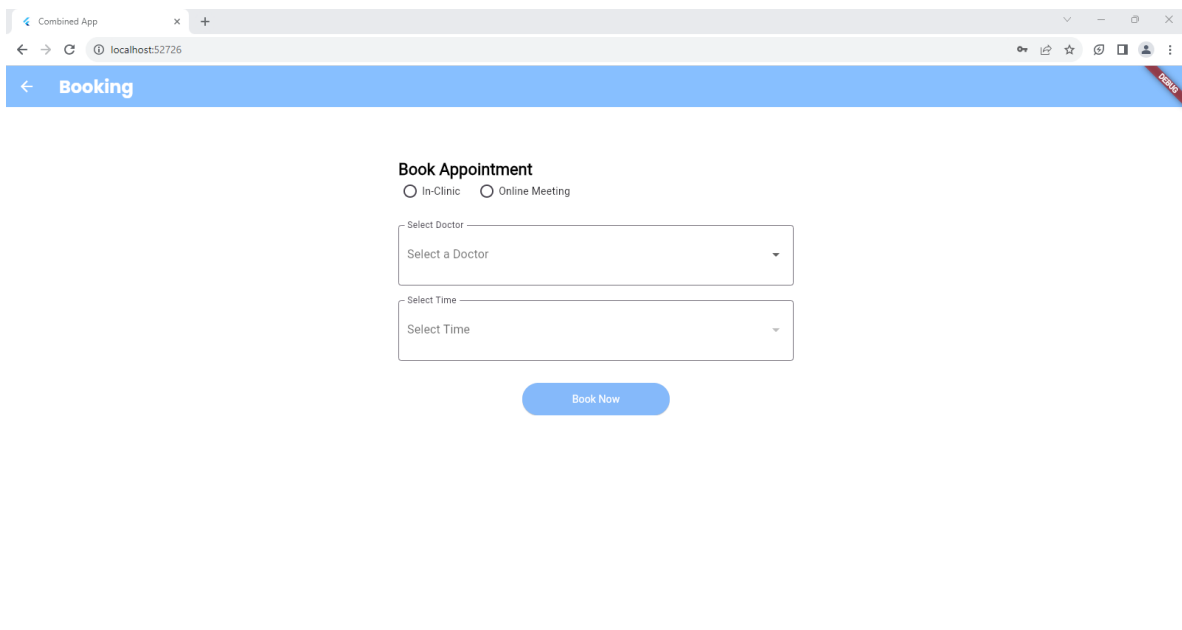 Combined App
localhost:52726
Booking
DEBUG
Book Appointment
In-Clinic Online Meeting
Select Doctor
Select a Doctor
Select Time
Select Time
Book Now